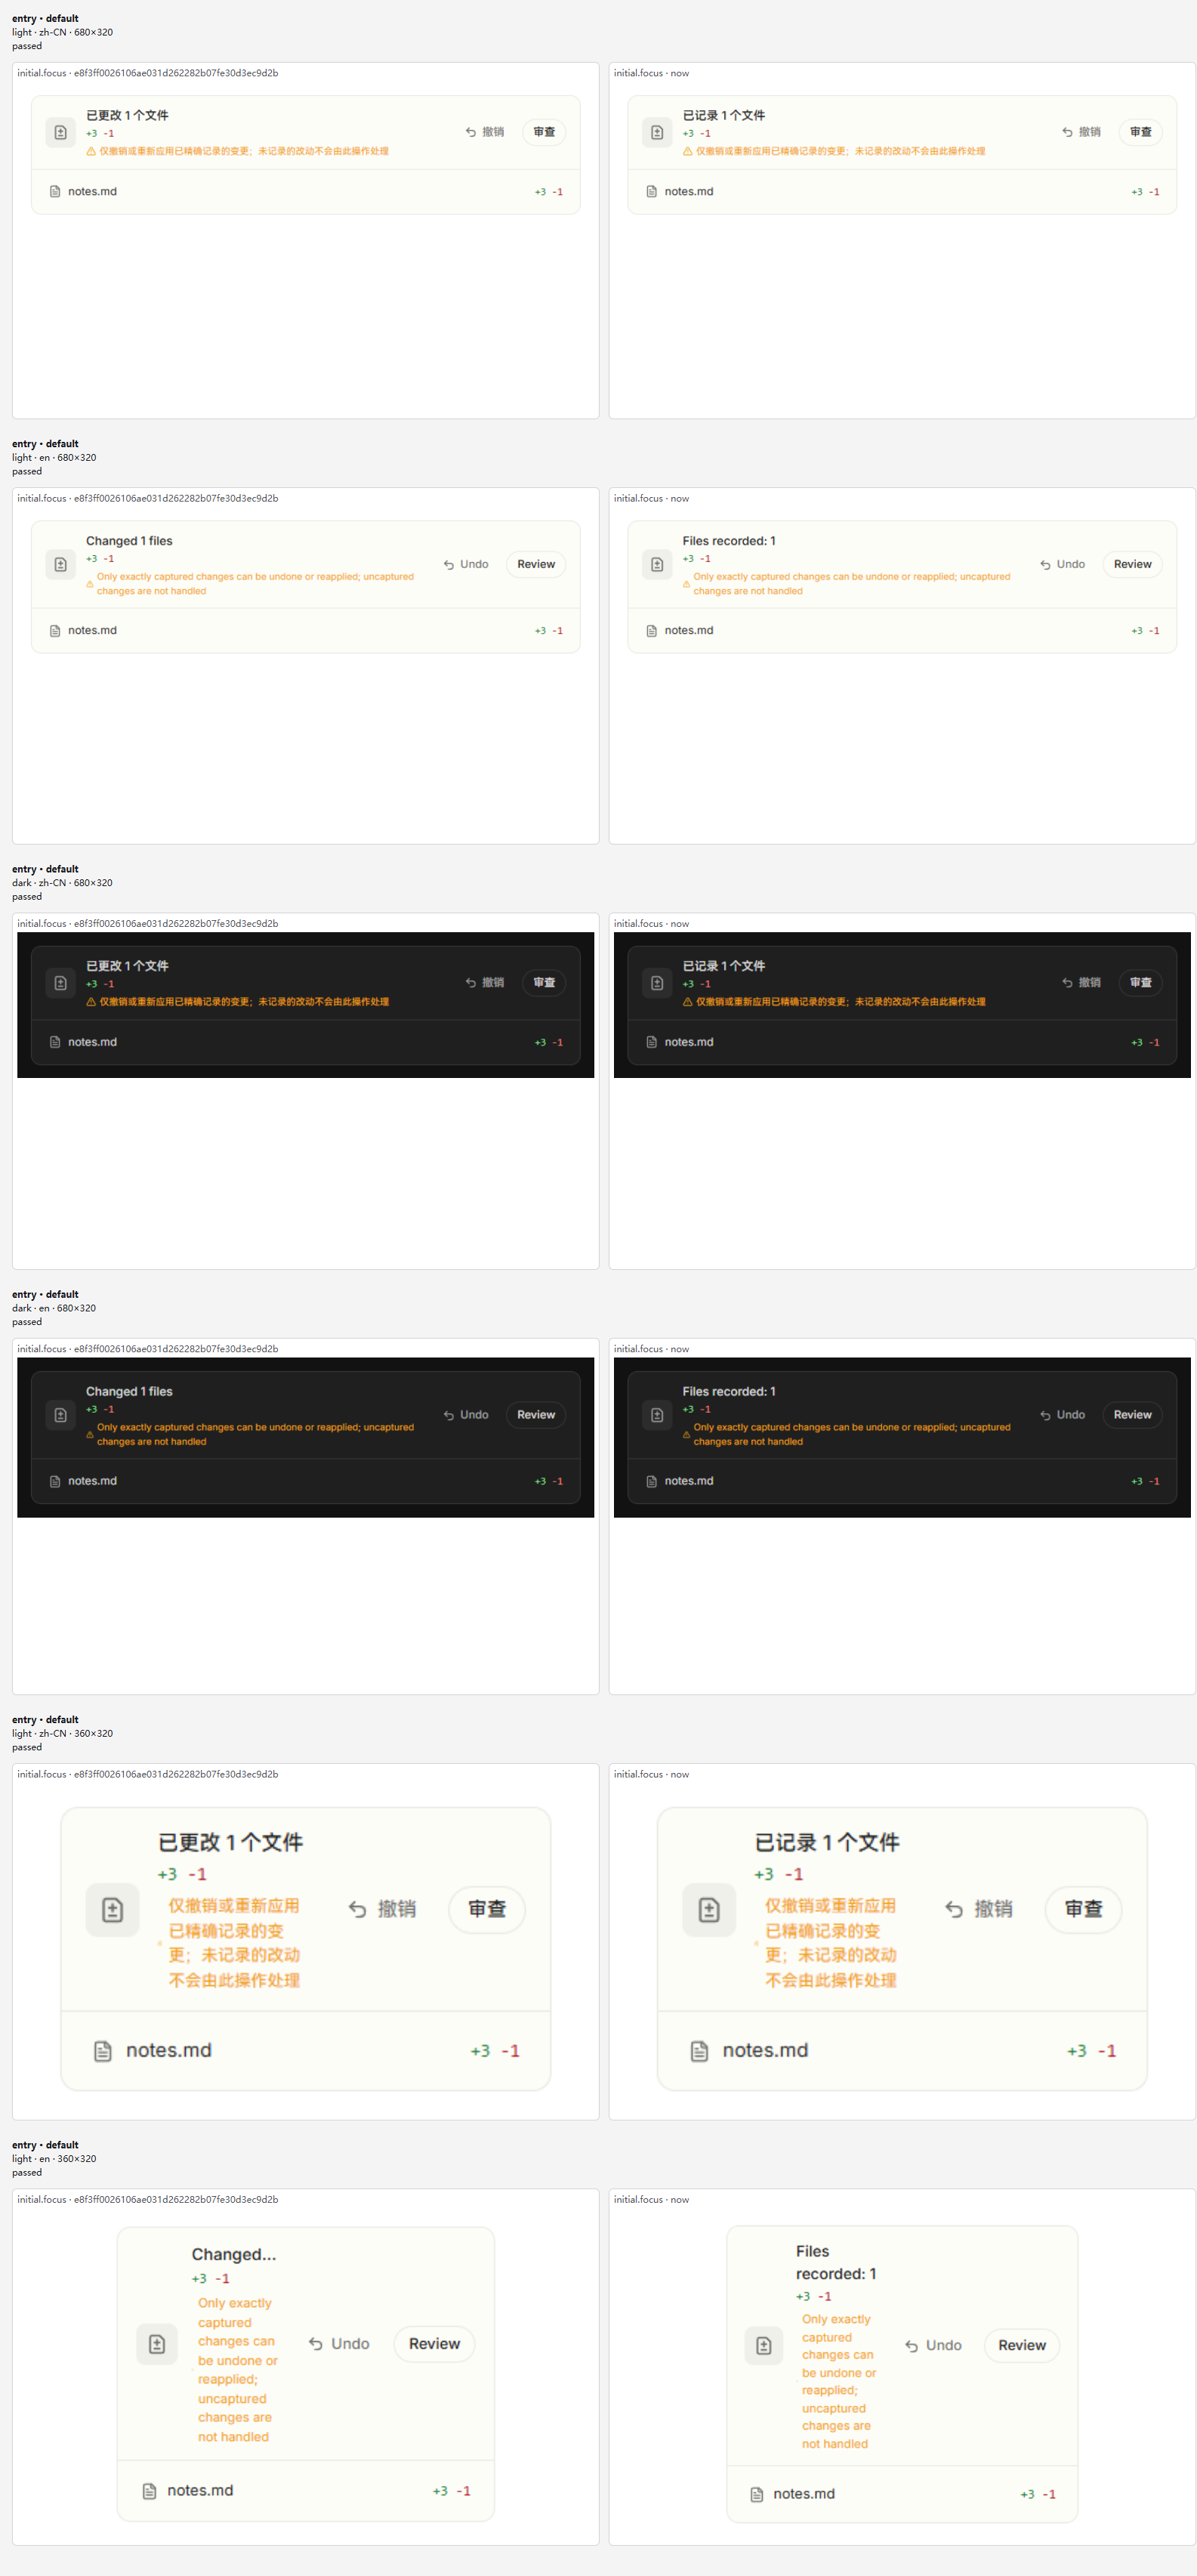 entry • default
light · zh-CN · 680×320
passed
initial.focus · e8f3ff0026106ae031d262282b07fe30d3ec9d2b
已更改 1 个文件
+3 -1
仅撤销或重新应用已精确记录的变更；未记录的改动不会由此操作处理
撤销
审查
notes.md
+3 -1
initial.focus · now
已记录 1 个文件
+3 -1
仅撤销或重新应用已精确记录的变更；未记录的改动不会由此操作处理
撤销
审查
notes.md
+3 -1
entry • default
light · en · 680×320
passed
initial.focus · e8f3ff0026106ae031d262282b07fe30d3ec9d2b
Changed 1 files
+3 -1
Only exactly captured changes can be undone or reapplied; uncaptured
changes are not handled
Undo
Review
notes.md
+3 -1
initial.focus · now
Files recorded: 1
+3 -1
Only exactly captured changes can be undone or reapplied; uncaptured
changes are not handled
Undo
Review
notes.md
+3 -1
entry • default
dark · zh-CN · 680×320
passed
initial.focus · e8f3ff0026106ae031d262282b07fe30d3ec9d2b
已更改 1 个文件
+3 -1
仅撤销或重新应用已精确记录的变更；未记录的改动不会由此操作处理
撤销
审查
notes.md
+3 -1
initial.focus · now
已记录 1 个文件
+3 -1
仅撤销或重新应用已精确记录的变更；未记录的改动不会由此操作处理
撤销
审查
notes.md
+3 -1
entry • default
dark · en · 680×320
passed
initial.focus · e8f3ff0026106ae031d262282b07fe30d3ec9d2b
Changed 1 files
+3 -1
Only exactly captured changes can be undone or reapplied; uncaptured
changes are not handled
Undo
Review
notes.md
+3 -1
initial.focus · now
Files recorded: 1
+3 -1
Only exactly captured changes can be undone or reapplied; uncaptured
changes are not handled
Undo
Review
notes.md
+3 -1
entry • default
light · zh-CN · 360×320
passed
initial.focus · e8f3ff0026106ae031d262282b07fe30d3ec9d2b
已更改 1 个文件
+3 -1
仅撤销或重新应用
已精确记录的变
更；未记录的改动
不会由此操作处理
撤销
审查
notes.md
+3 -1
initial.focus · now
已记录 1 个文件
+3 -1
仅撤销或重新应用
已精确记录的变
更；未记录的改动
不会由此操作处理
撤销
审查
notes.md
+3 -1
entry • default
light · en · 360×320
passed
initial.focus · e8f3ff0026106ae031d262282b07fe30d3ec9d2b
Changed...
+3 -1
Only exactly
captured
changes can
be undone or
reapplied;
uncaptured
changes are
not handled
Undo
Review
notes.md
+3 -1
initial.focus · now
Files
recorded: 1
+3 -1
Only exactly
captured
changes can
be undone or
reapplied;
uncaptured
changes are
not handled
Undo
Review
notes.md
+3 -1